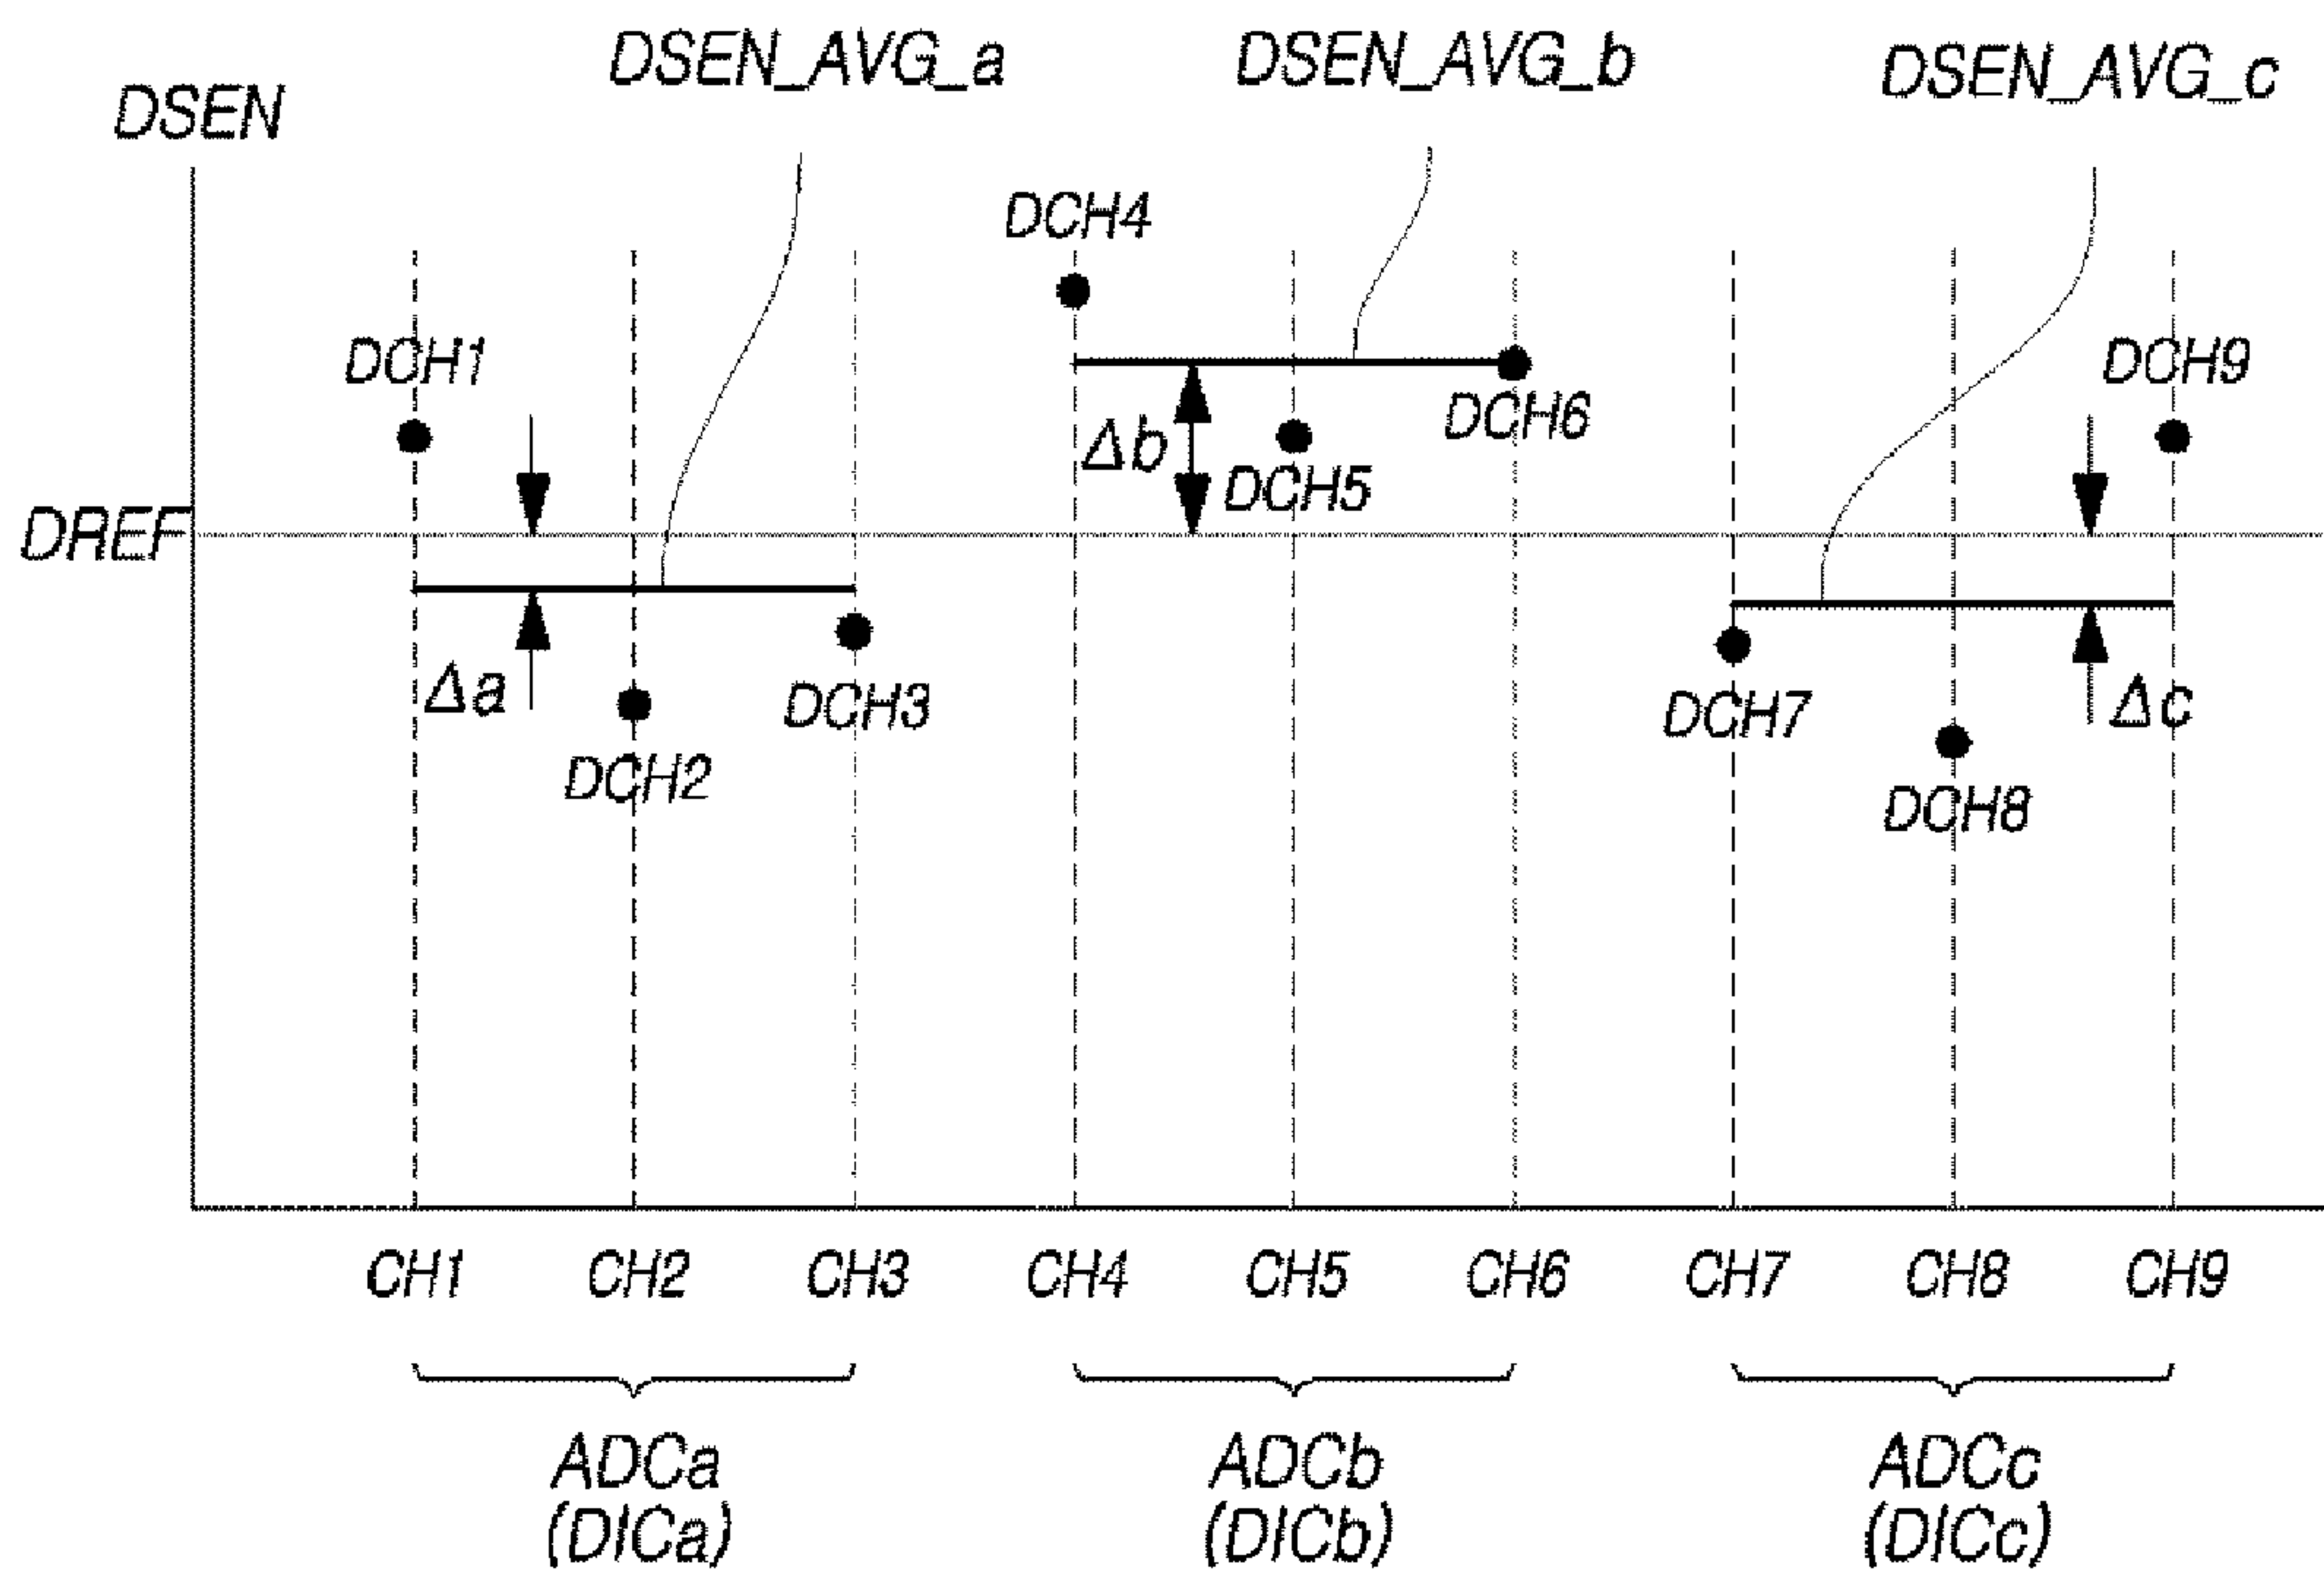 DSEN
DSEN_AVG_a
DSEN_AVG_b
DSEN_AVG_c
DCH4
DCH1
DCH9
DCH6
Δb
DCH5
DREF
Δa
DCH3
DCH7
Δc
DCH2
DCH8
CH1 CH2 CH3 CH4 CH5 CH6 CH7 CH8 CH9
ADCa ADCb ADCc
(DICa) (DICb) (DICc)